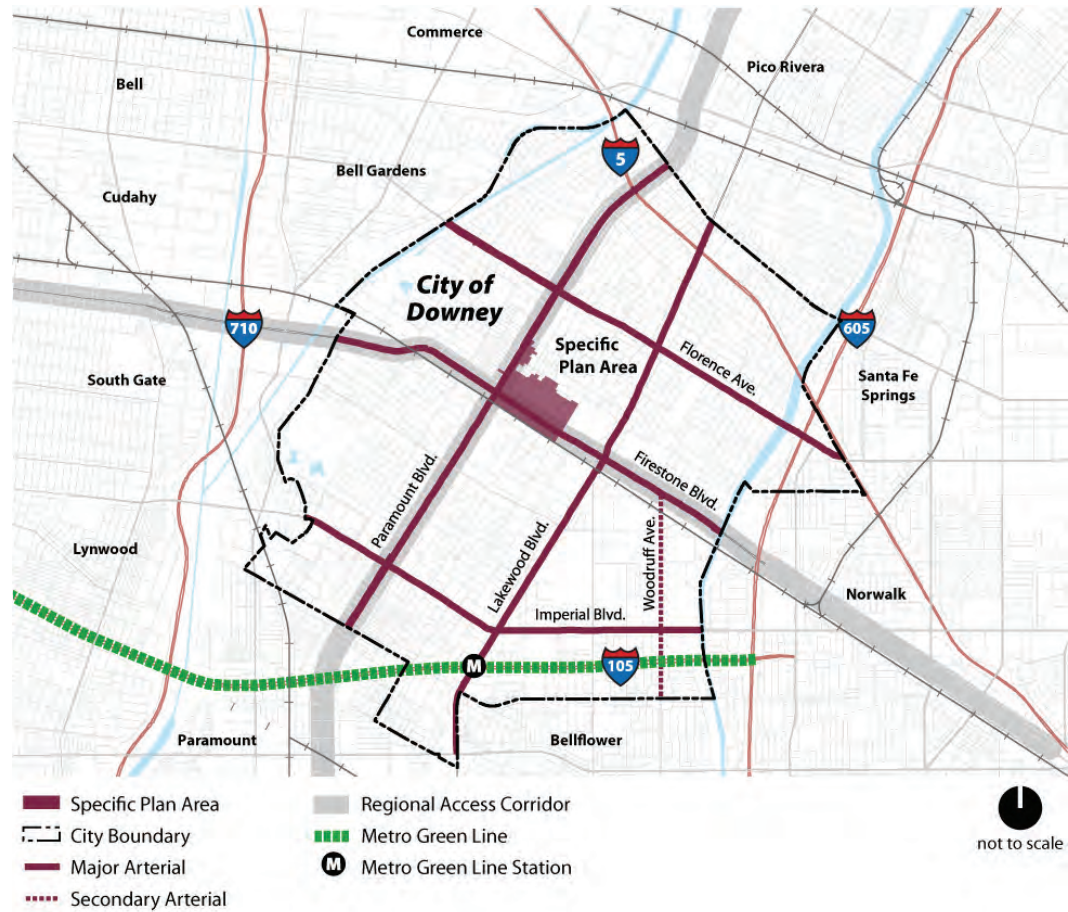 Commerce
Pico Rivera
Bell
5
Bell Gardens
Cudahy
City of
Downey
710
605
Specific
Plan Area
Florence Ave.
South Gate
Santa Fe
Springs
Paramount Blvd.
Firestone Blvd.
Lynwood
Lakewood Blvd.
Woodruff Ave.
Norwalk
Imperial Blvd.
M
105
Paramount
Bellflower
Specific Plan Area
City Boundary
Major Arterial
Secondary Arterial
Regional Access Corridor
Metro Green Line
M Metro Green Line Station
not to scale